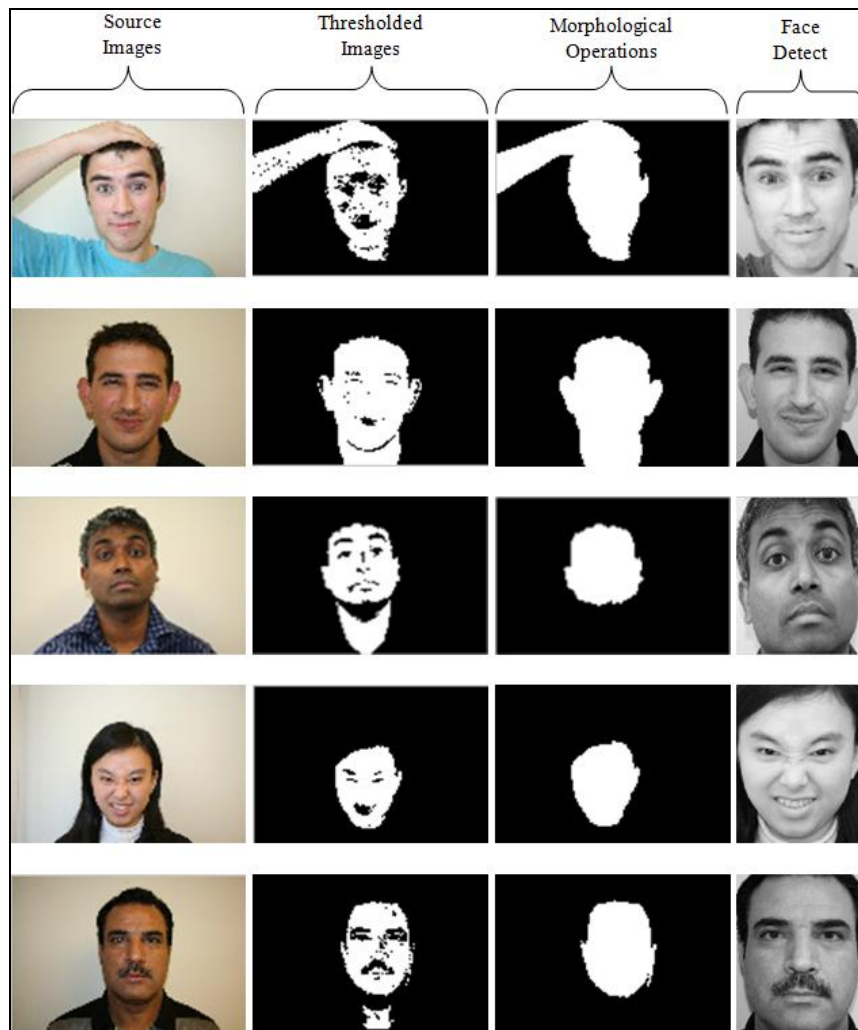 Source
Images
Thresholded
Images
Morphological
Operations
Face
Detect